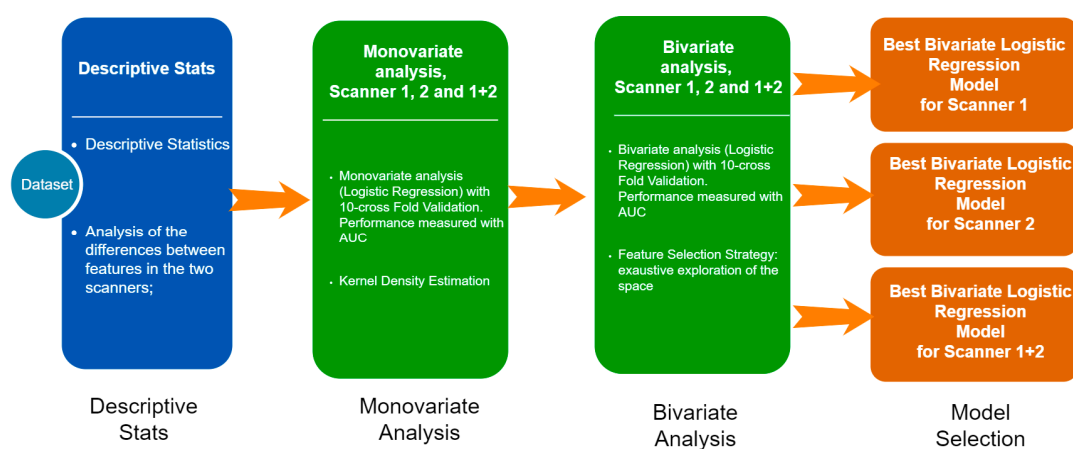 Dataset
Descriptive Stats
• Descriptive Statistics
• Analysis of the
differences between
features in the two
scanners;
Monovariate
analysis,
Scanner 1, 2 and 1+2
• Monovariate analysis
(Logistic Regression) with
10-cross Fold Validation.
Performance measured with
AUC
• Kernel Density Estimation
Bivariate
analysis,
Scanner 1, 2 and 1+2
• Bivariate analysis (Logistic
Regression) with 10-cross
Fold Validation.
Performance measured with
AUC
• Feature Selection Strategy:
exaustive exploration of the
space
Best Bivariate Logistic
Regression
Model
for Scanner 1
Best Bivariate Logistic
Regression
Model
for Scanner 2
Best Bivariate Logistic
Regression
Model
for Scanner 1+2
Descriptive
Stats
Monovariate
Analysis
Bivariate
Analysis
Model
Selection